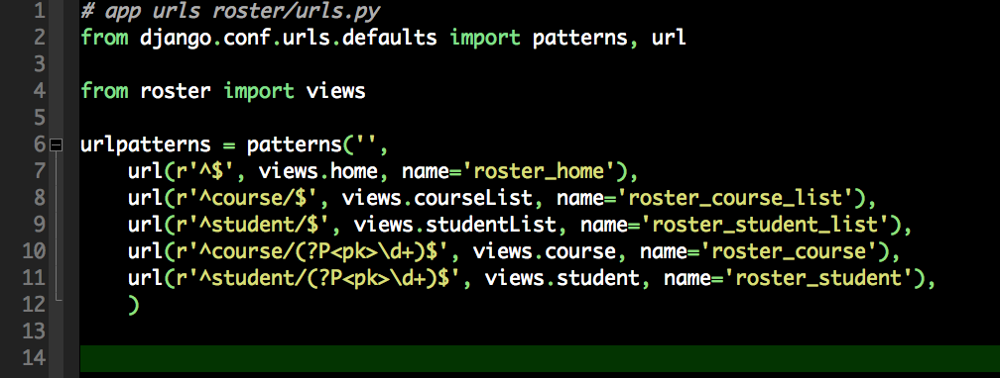 1 # app urls roster/urls.py
2 from django.conf.urls.defaults import patterns, url
3
4 from roster import views
5
6 urlpatterns = patterns('',
7     url(r'^$', views.home, name='roster_home'),
8     url(r'^course/$', views.courseList, name='roster_course_list'),
9     url(r'^student/$', views.studentList, name='roster_student_list'),
10     url(r'^course/(?P<pk>\d+)$', views.course, name='roster_course'),
11     url(r'^student/(?P<pk>\d+)$', views.student, name='roster_student'),
12     )
13
14